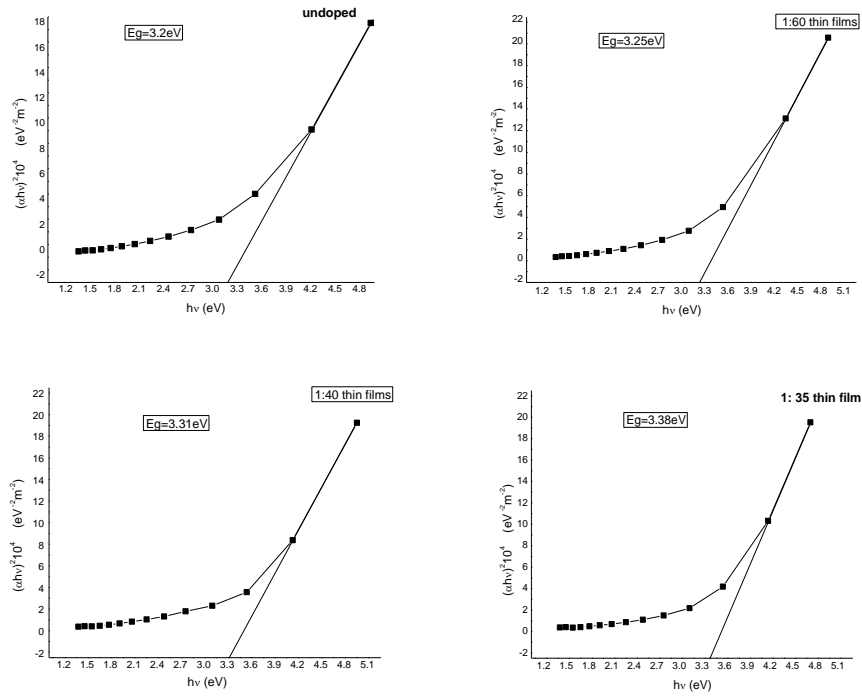 undoped
Eg=3.2eV
18
16
14
12
10
8
6
4
2
0
-2
(αhν)²10⁴ (eV⁻²m⁻²)
1.2 1.5 1.8 2.1 2.4 2.7 3.0 3.3 3.6 3.9 4.2 4.5 4.8
hν (eV)
1:60 thin films
Eg=3.25eV
22
20
18
16
14
12
10
8
6
4
2
0
-2
(αhν)²10⁴ (eV⁻²m⁻²)
1.2 1.5 1.8 2.1 2.4 2.7 3.0 3.3 3.6 3.9 4.2 4.5 4.8 5.1
hν (eV)
1:40 thin films
Eg=3.31eV
22
20
18
16
14
12
10
8
6
4
2
0
-2
(αhν)²10⁴ (eV⁻²m⁻²)
1.2 1.5 1.8 2.1 2.4 2.7 3.0 3.3 3.6 3.9 4.2 4.5 4.8 5.1
hν (eV)
1: 35 thin film
Eg=3.38eV
22
20
18
16
14
12
10
8
6
4
2
0
-2
(αhν)²10⁴ (eV⁻²m⁻²)
1.2 1.5 1.8 2.1 2.4 2.7 3.0 3.3 3.6 3.9 4.2 4.5 4.8 5.1
hν (eV)